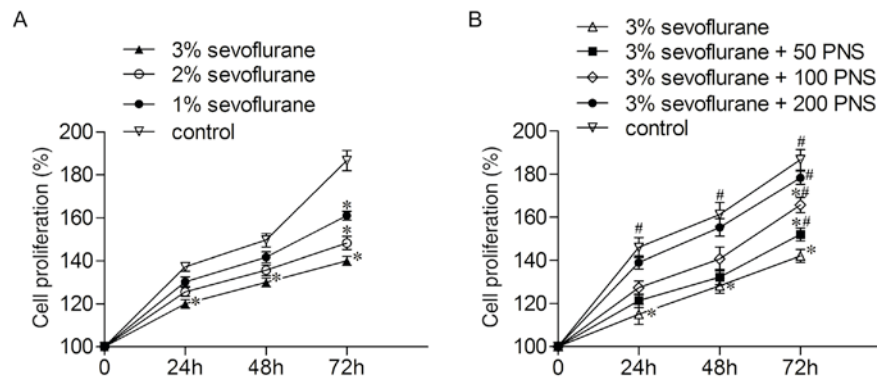 A
3% sevoflurane
2% sevoflurane
1% sevoflurane
control
Cell proliferation (%)
200
180
160
140
120
100
0 24h 48h 72h
*
*
*
*
*
B
3% sevoflurane
3% sevoflurane + 50 PNS
3% sevoflurane + 100 PNS
3% sevoflurane + 200 PNS
control
Cell proliferation (%)
200
180
160
140
120
100
0 24h 48h 72h
#
#
#
#
*#
*#
*
*
*